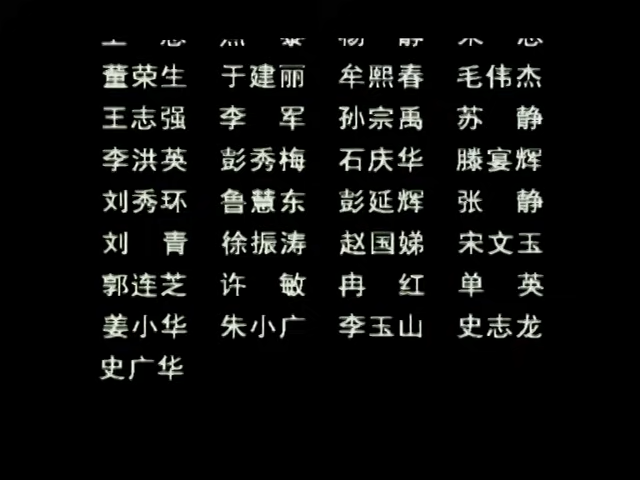 董荣生 于建丽 牟熙春 毛伟杰
王志强 李 军 孙宗禹 苏 静
李洪英 彭秀梅 石庆华 滕宴辉
刘秀环 鲁慧东 彭延辉 张 静
刘 青 徐振涛 赵国娣 宋文玉
郭连芝 许 敏 冉 红 单 英
姜小华 朱小广 李玉山 史志龙
史广华